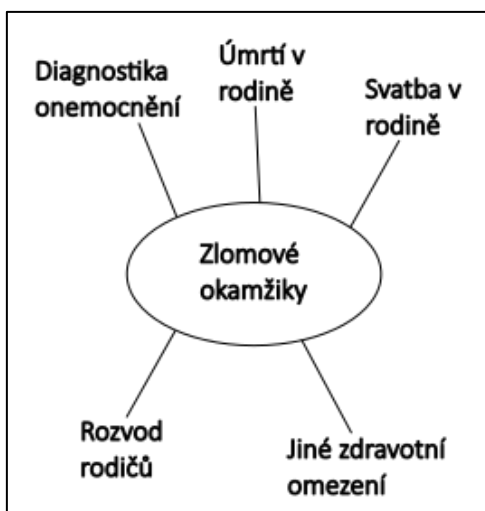 Diagnostika
onemocnění
Úmrtí v
rodině
Svatba v
rodině
Zlomové
okamžiky
Rozvod
rodičů
Jiné zdravotní
omezení